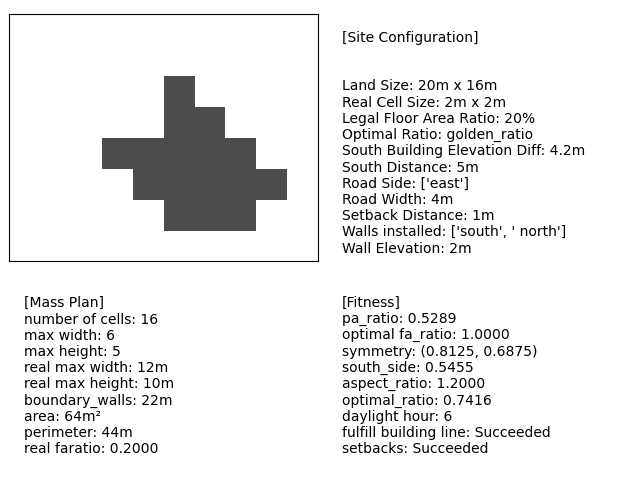 [Site Configuration]
Land Size: 20m x 16m
Real Cell Size: 2m x 2m
Legal Floor Area Ratio: 20%
Optimal Ratio: golden_ratio
South Building Elevation Diff: 4.2m
South Distance: 5m
Road Side: ['east']
Road Width: 4m
Setback Distance: 1m
Walls installed: ['south', ' north']
Wall Elevation: 2m
[Mass Plan]
number of cells: 16
max width: 6
max height: 5
real max width: 12m
real max height: 10m
boundary_walls: 22m
area: 64m²
perimeter: 44m
real faratio: 0.2000
[Fitness]
pa_ratio: 0.5289
optimal fa_ratio: 1.0000
symmetry: (0.8125, 0.6875)
south_side: 0.5455
aspect_ratio: 1.2000
optimal_ratio: 0.7416
daylight hour: 6
fulfill building line: Succeeded
setbacks: Succeeded